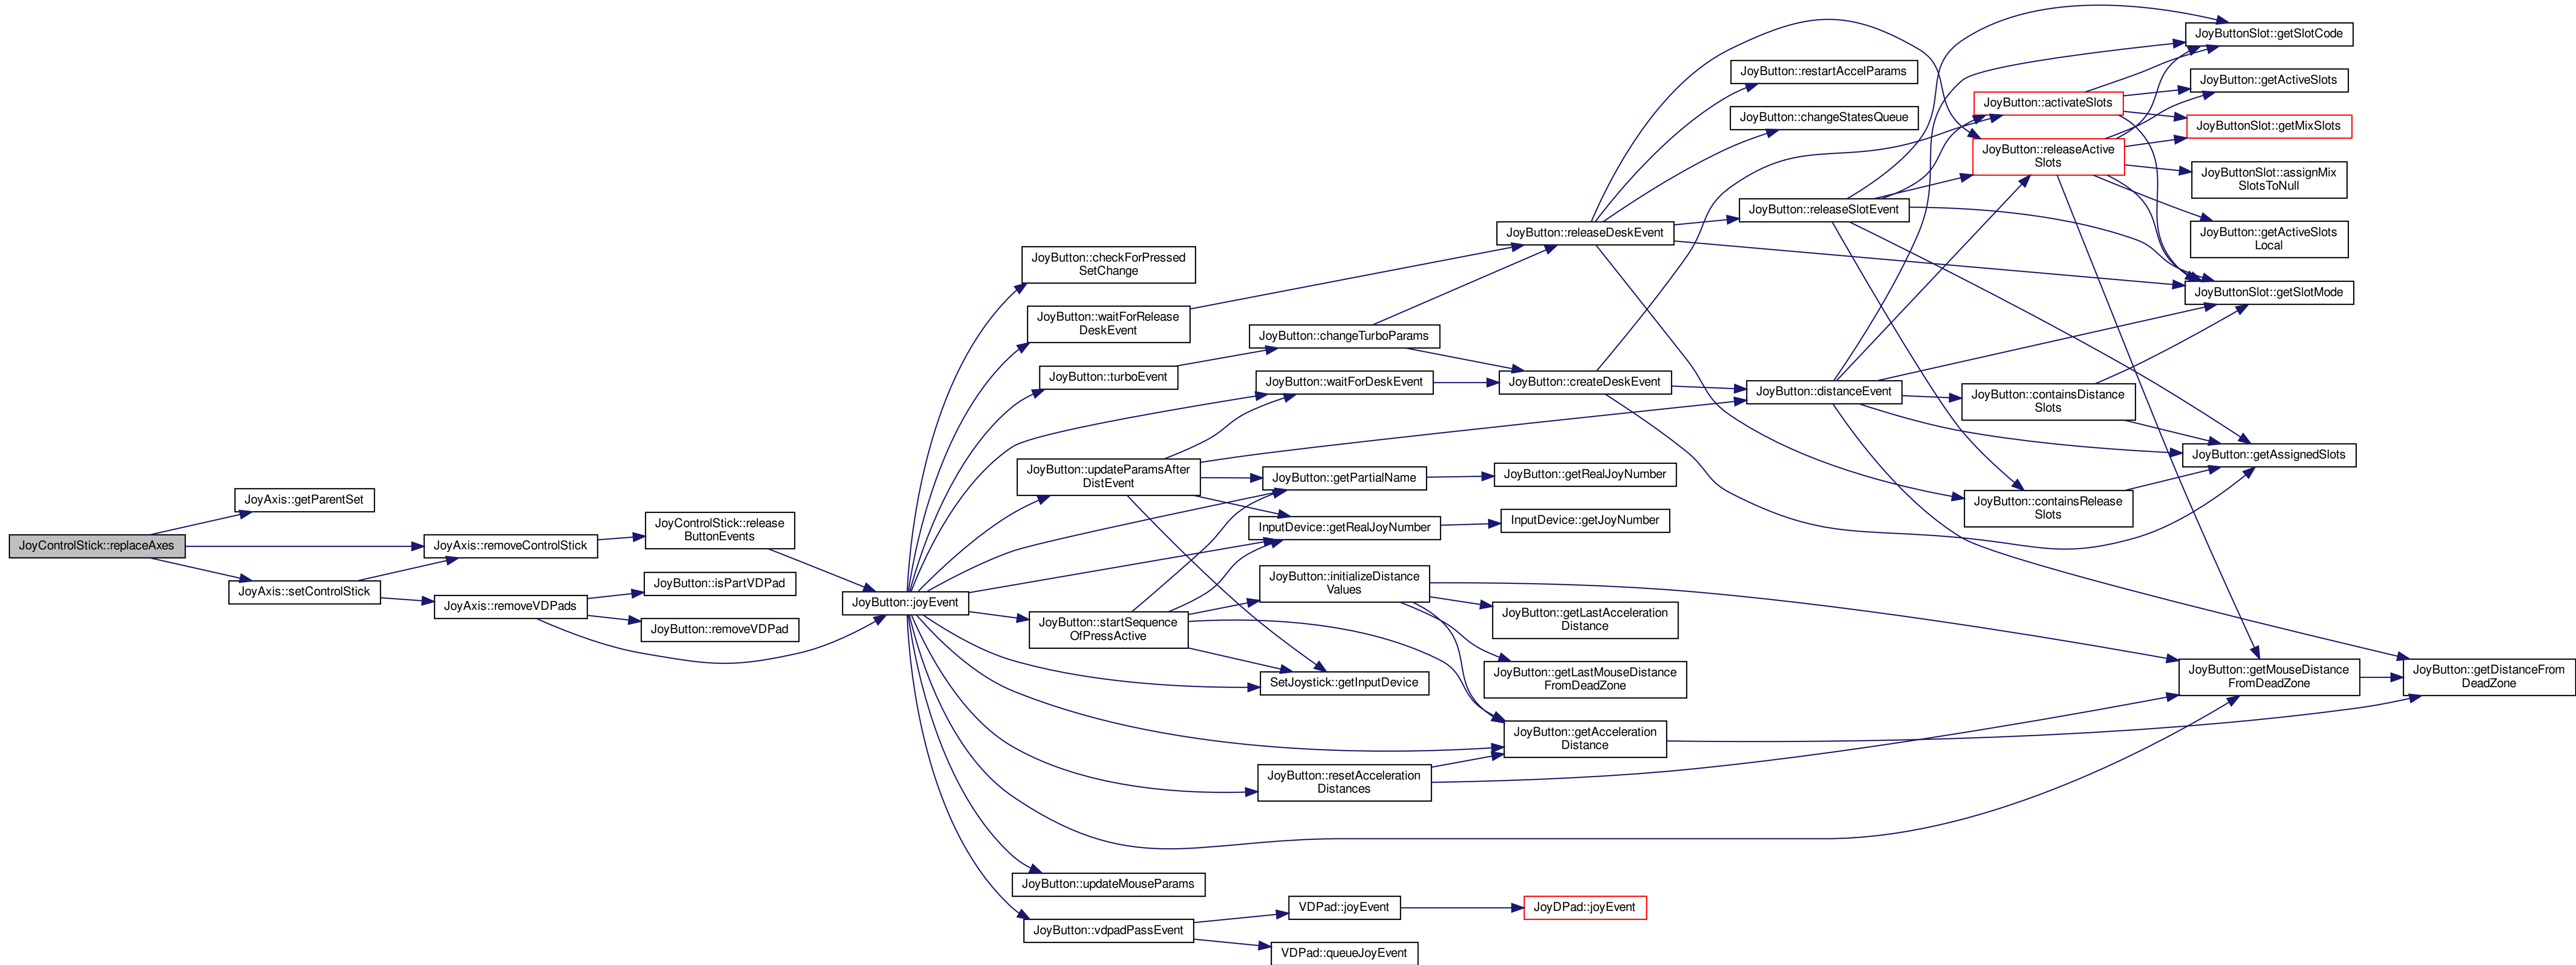 JoyControlStick::replaceAxes
JoyAxis::getParentSet
JoyAxis::setControlStick
JoyAxis::removeControlStick
JoyAxis::removeVDPads
JoyControlStick::release
ButtonEvents
JoyButton::isPartVDPad
JoyButton::removeVDPad
JoyButton::joyEvent
JoyButton::checkForPressed
SetChange
JoyButton::waitForRelease
DeskEvent
JoyButton::turboEvent
JoyButton::updateParamsAfter
DistEvent
JoyButton::startSequence
OfPressActive
JoyButton::updateMouseParams
JoyButton::vdpadPassEvent
JoyButton::changeTurboParams
JoyButton::waitForDeskEvent
JoyButton::getPartialName
InputDevice::getRealJoyNumber
JoyButton::initializeDistance
Values
SetJoystick::getInputDevice
JoyButton::resetAcceleration
Distances
VDPad::joyEvent
VDPad::queueJoyEvent
JoyButton::releaseDeskEvent
JoyButton::createDeskEvent
JoyButton::getRealJoyNumber
InputDevice::getJoyNumber
JoyButton::getLastAcceleration
Distance
JoyButton::getLastMouseDistance
FromDeadZone
JoyButton::getAcceleration
Distance
JoyDPad::joyEvent
JoyButton::restartAccelParams
JoyButton::changeStatesQueue
JoyButton::releaseSlotEvent
JoyButton::distanceEvent
JoyButton::activateSlots
JoyButton::releaseActive
Slots
JoyButton::containsDistance
Slots
JoyButton::containsRelease
Slots
JoyButtonSlot::getSlotCode
JoyButton::getActiveSlots
JoyButtonSlot::getMixSlots
JoyButtonSlot::assignMix
SlotsToNull
JoyButton::getActiveSlots
Local
JoyButtonSlot::getSlotMode
JoyButton::getAssignedSlots
JoyButton::getMouseDistance
FromDeadZone
JoyButton::getDistanceFrom
DeadZone